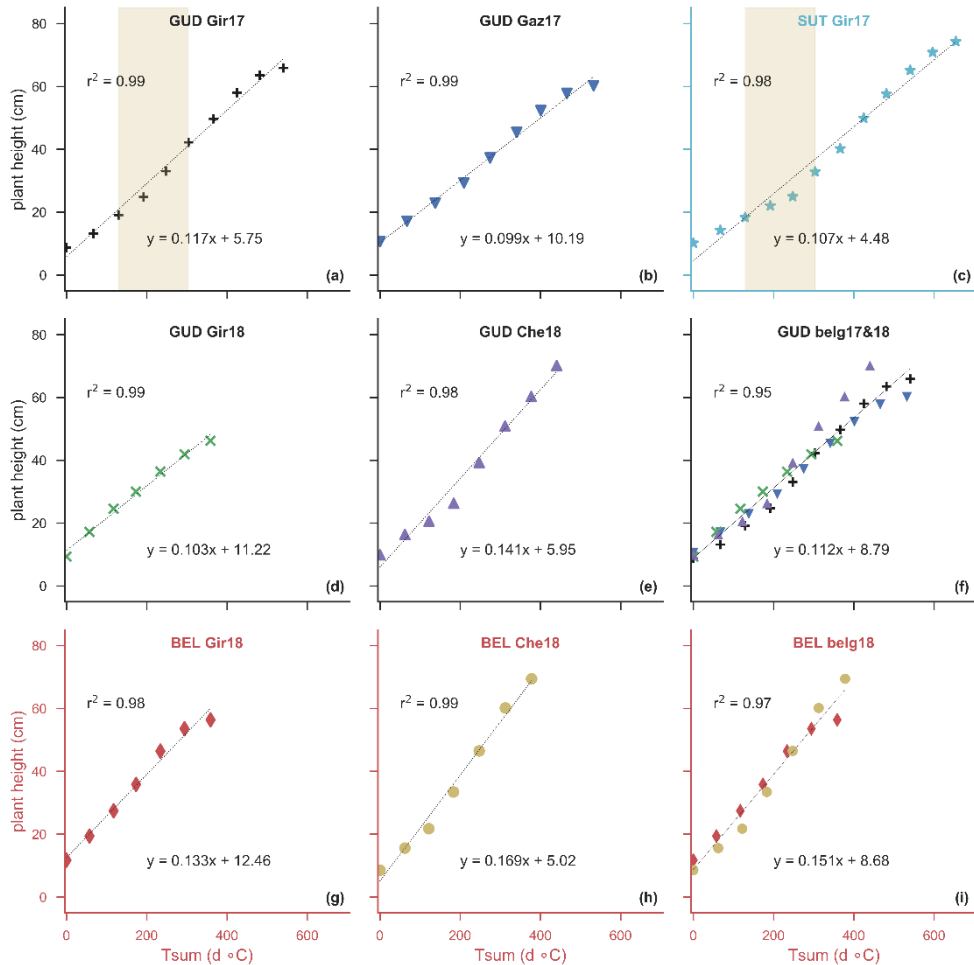 GUD Gir17
GUD Gaz17
SUT Gir17
80
60
40
20
0
plant height (cm)
r² = 0.99
r² = 0.99
r² = 0.98
y = 0.117x + 5.75
y = 0.099x + 10.19
y = 0.107x + 4.48
(a)
(b)
(c)
GUD Gir18
GUD Che18
GUD belg17&18
80
60
40
20
0
plant height (cm)
r² = 0.99
r² = 0.98
r² = 0.95
y = 0.103x + 11.22
y = 0.141x + 5.95
y = 0.112x + 8.79
(d)
(e)
(f)
BEL Gir18
BEL Che18
BEL belg18
80
60
40
20
0
plant height (cm)
r² = 0.98
r² = 0.99
r² = 0.97
y = 0.133x + 12.46
y = 0.169x + 5.02
y = 0.151x + 8.68
(g)
(h)
(i)
0 200 400 600
0 200 400 600
0 200 400 600
Tsum (d ∘C)
Tsum (d ∘C)
Tsum (d ∘C)